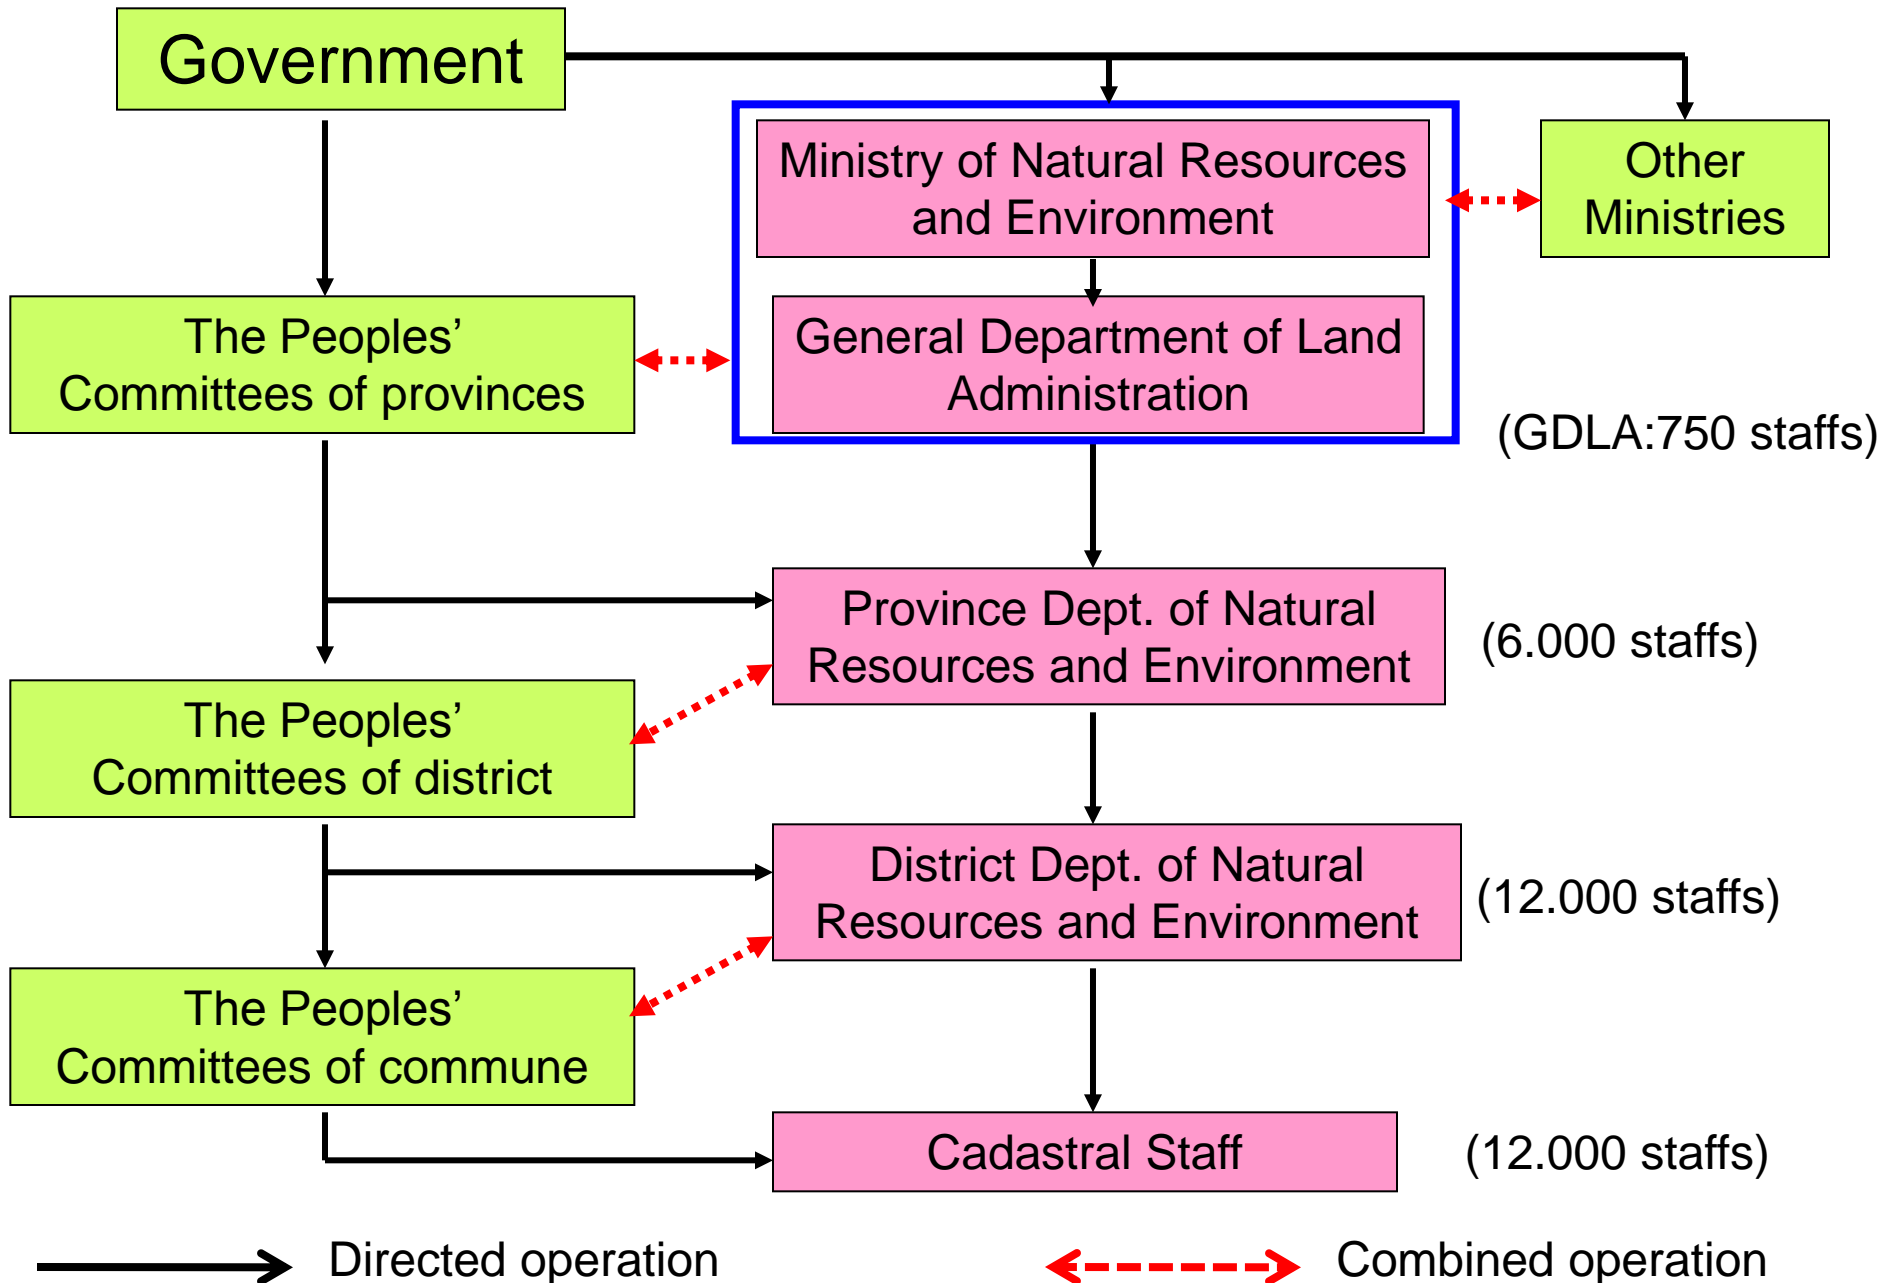 Government
Ministry of Natural Resources
and Environment
Other
Ministries
The Peoples’
Committees of provinces
General Department of Land
Administration
(GDLA:750 staffs)
Province Dept. of Natural
Resources and Environment
(6.000 staffs)
The Peoples’
Committees of district
District Dept. of Natural
Resources and Environment
(12.000 staffs)
The Peoples’
Committees of commune
Cadastral Staff
(12.000 staffs)
Directed operation
Combined operation